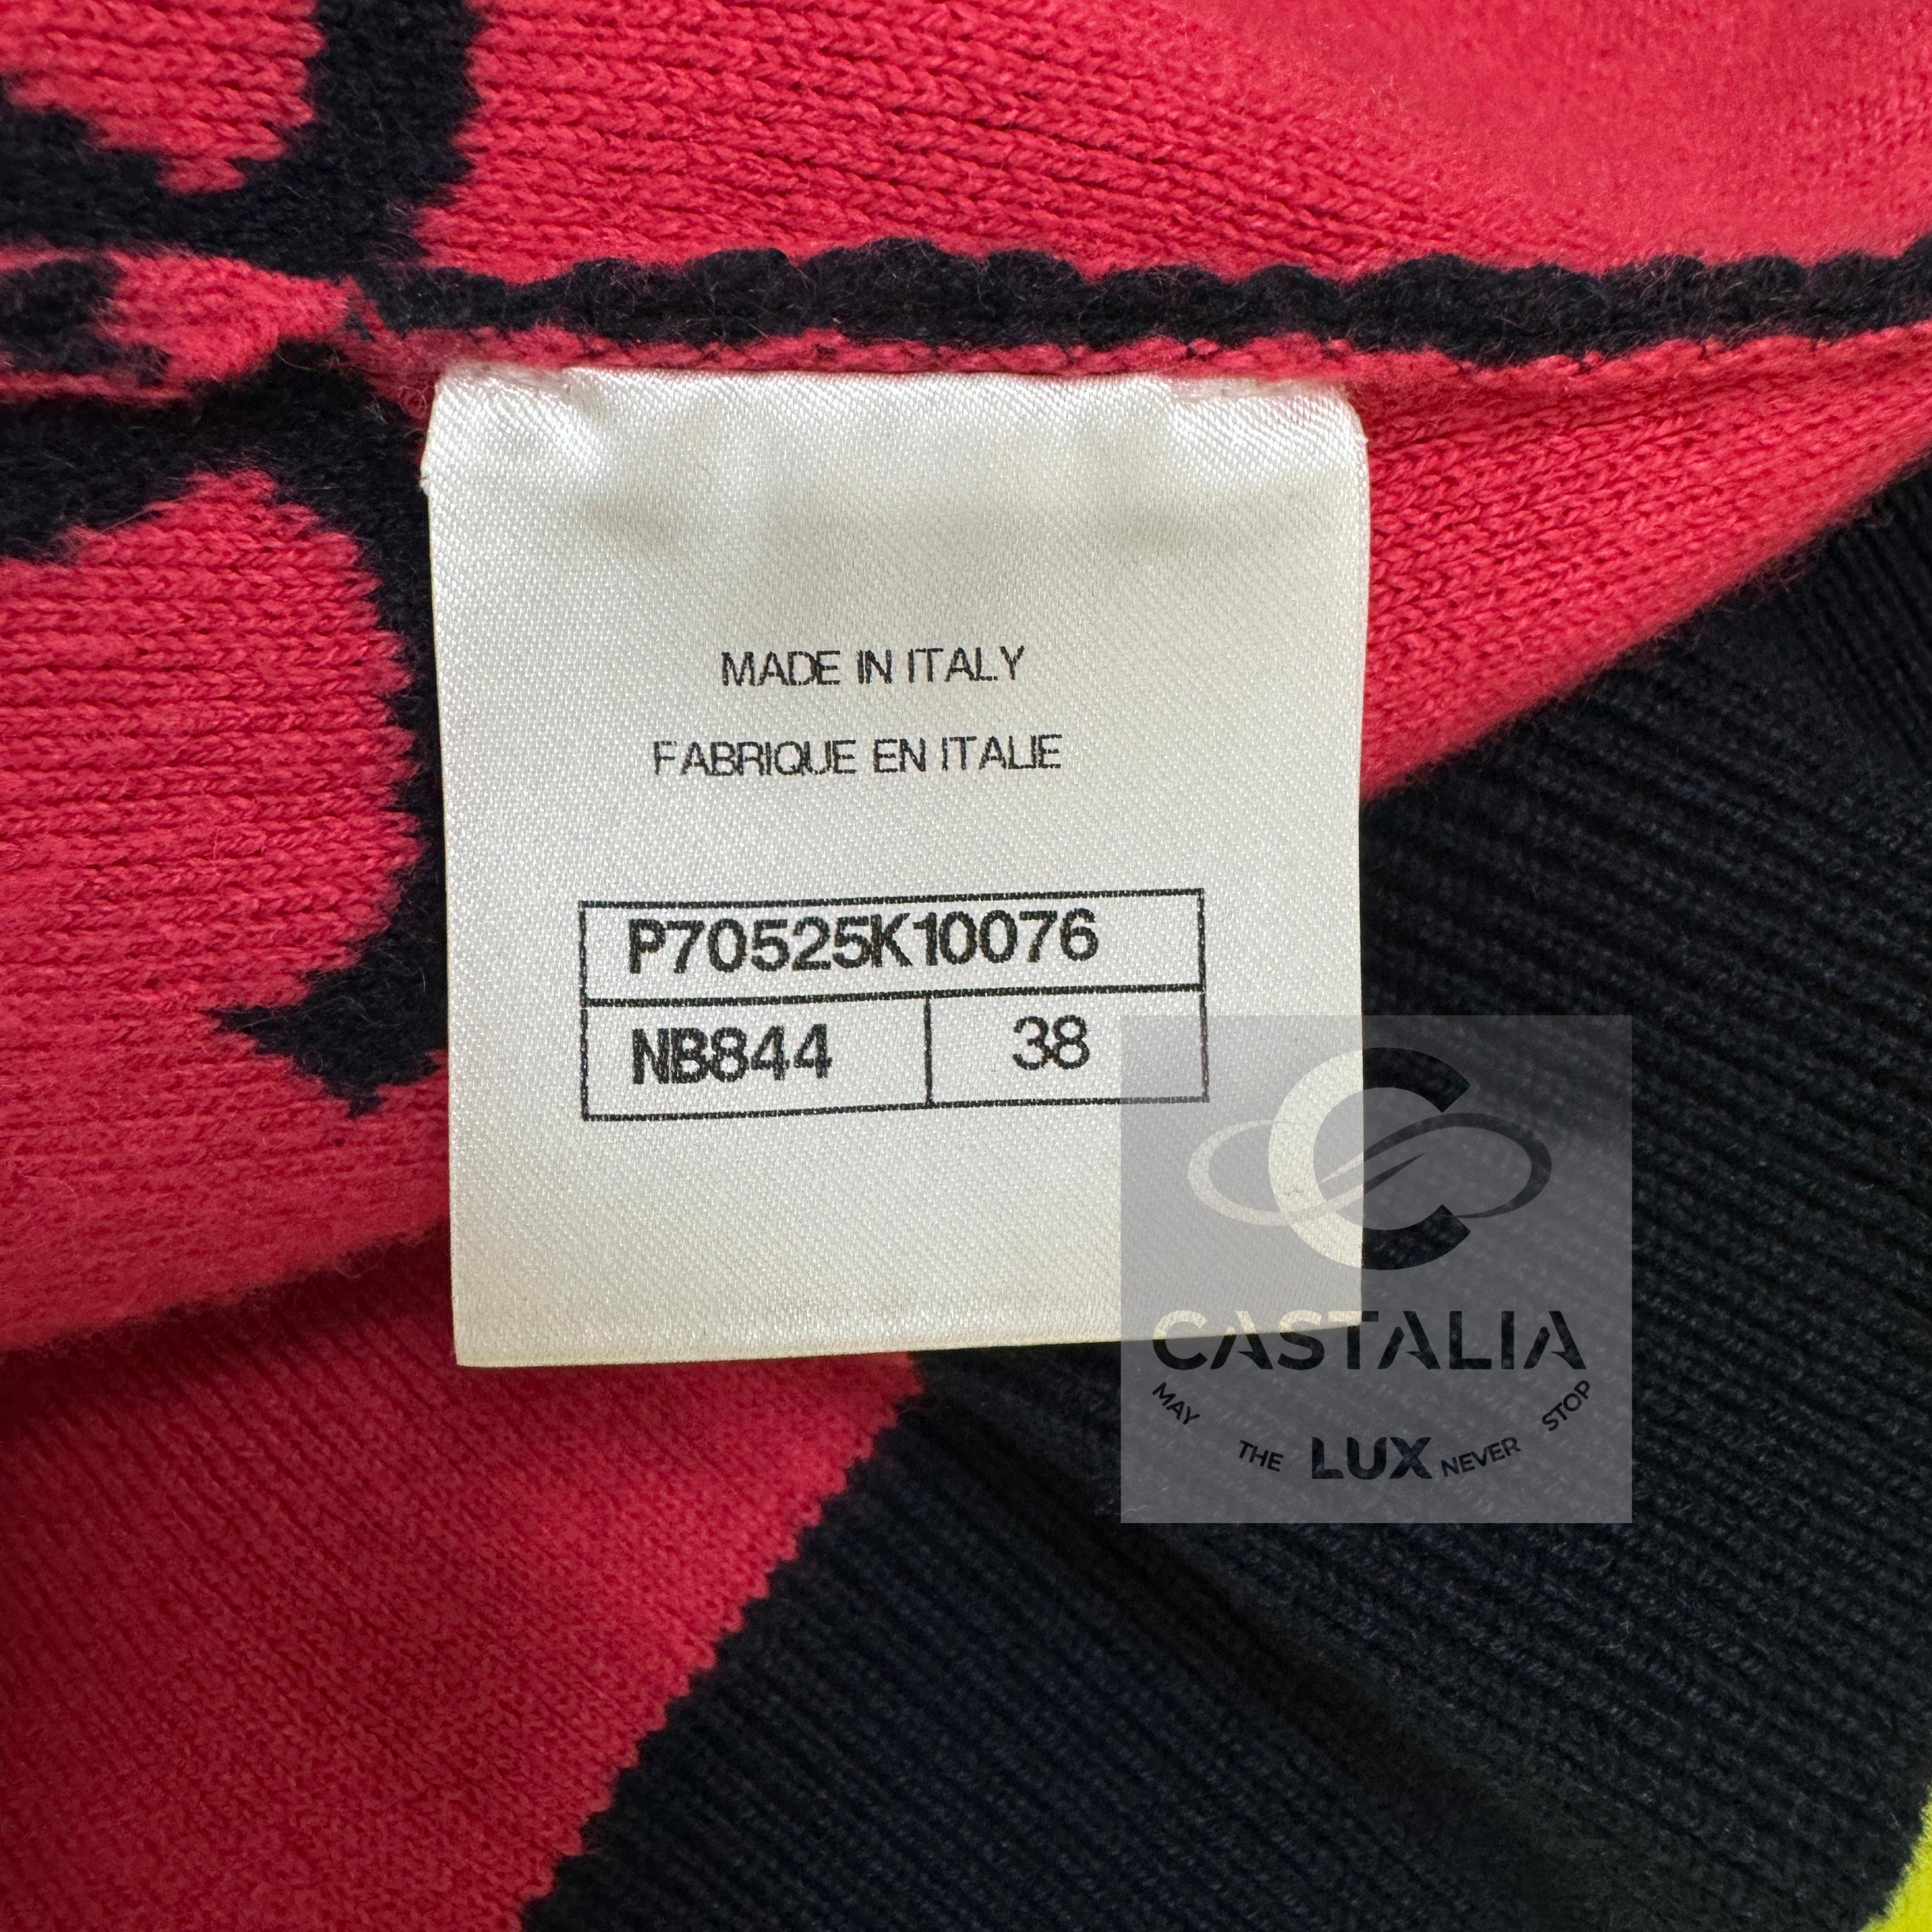 MADE IN ITALY
FABRIQUE EN ITALIE
P70525K10076
NB844 38
CASTALIA
MAY THE LUX NEVER STOP